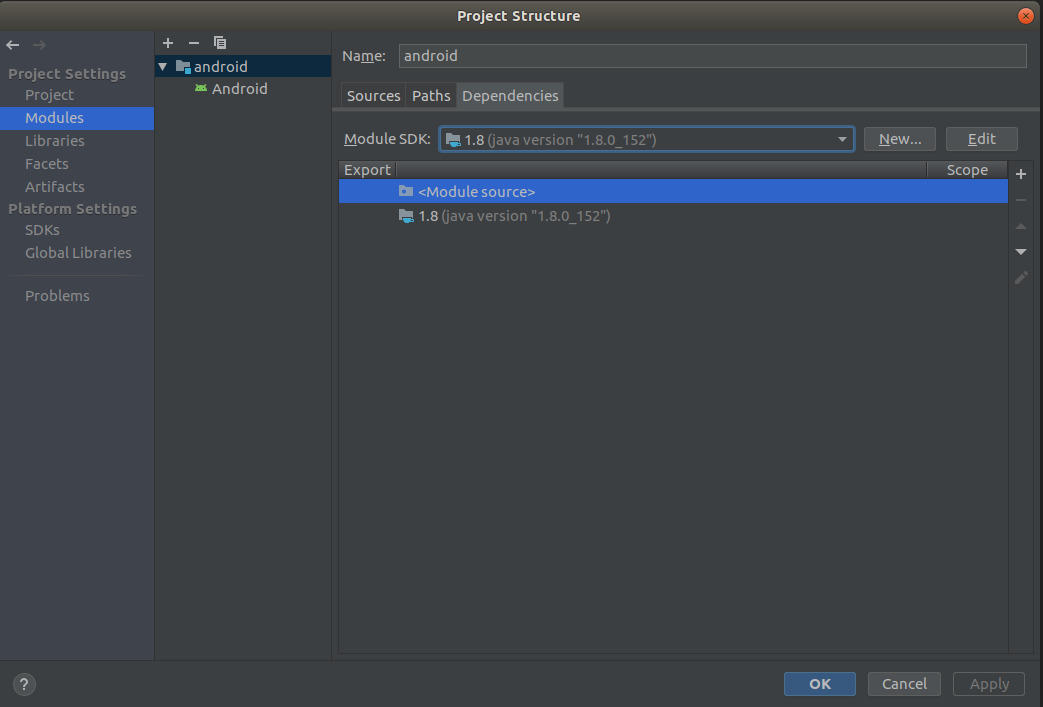 Project Structure
Project Settings
Project
Modules
Libraries
Facets
Artifacts
Platform Settings
SDKs
Global Libraries
Problems
android
Android
Name: android
Sources Paths Dependencies
Module SDK: 1.8 (java version "1.8.0_152") New... Edit
Export Scope
<Module source>
1.8 (java version "1.8.0_152")
? OK Cancel Apply